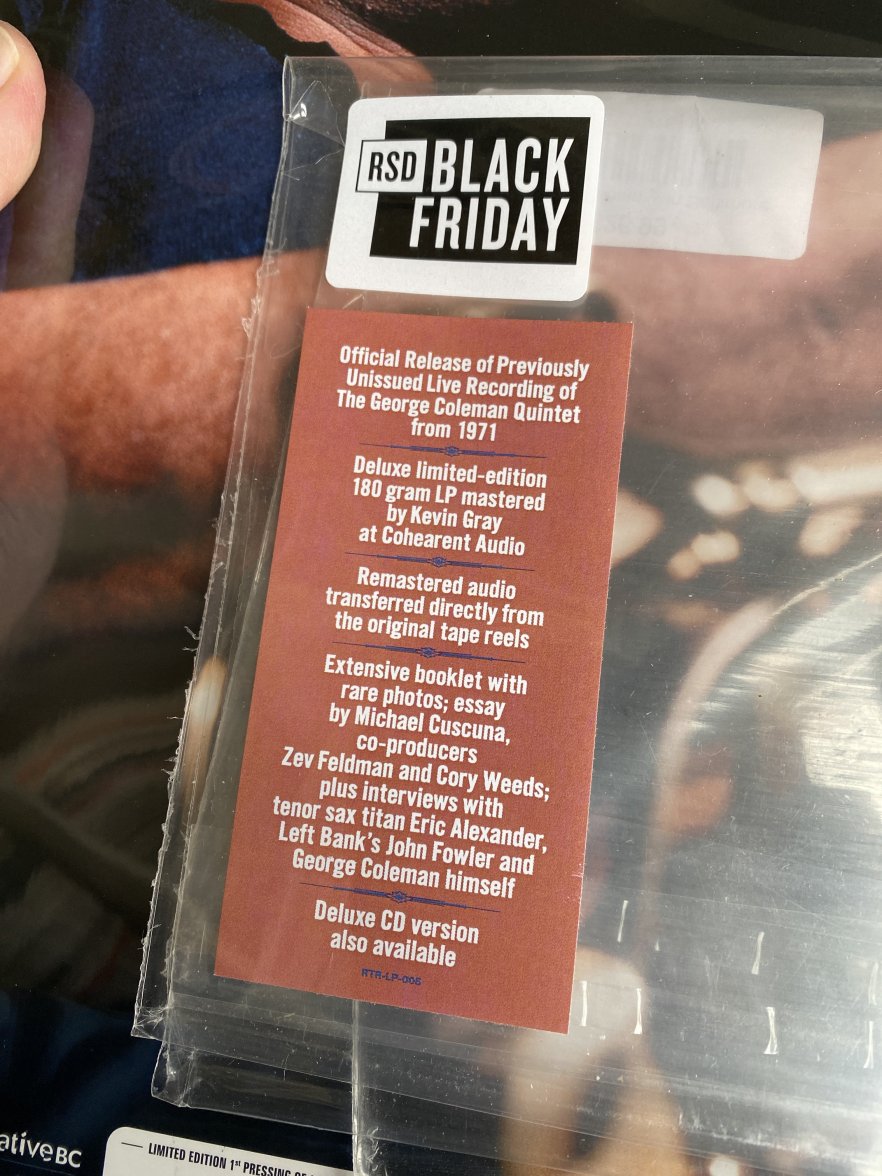 RSD BLACK
FRIDAY
Official Release of Previously
Unissued Live Recording of
The George Coleman Quintet
from 1971
Deluxe limited-edition
180 gram LP mastered
by Kevin Gray
at Cohearent Audio
Remastered audio
transferred directly from
the original tape reels
Extensive booklet with
rare photos; essay
by Michael Cuscuna,
co-producers
Zev Feldman and Cory Weeds;
plus interviews with
tenor sax titan Eric Alexander,
Left Bank's John Fowler and
George Coleman himself
Deluxe CD version
also available
RTR-LP-006
ativeBC
LIMITED EDITION 1st PRESSING OF